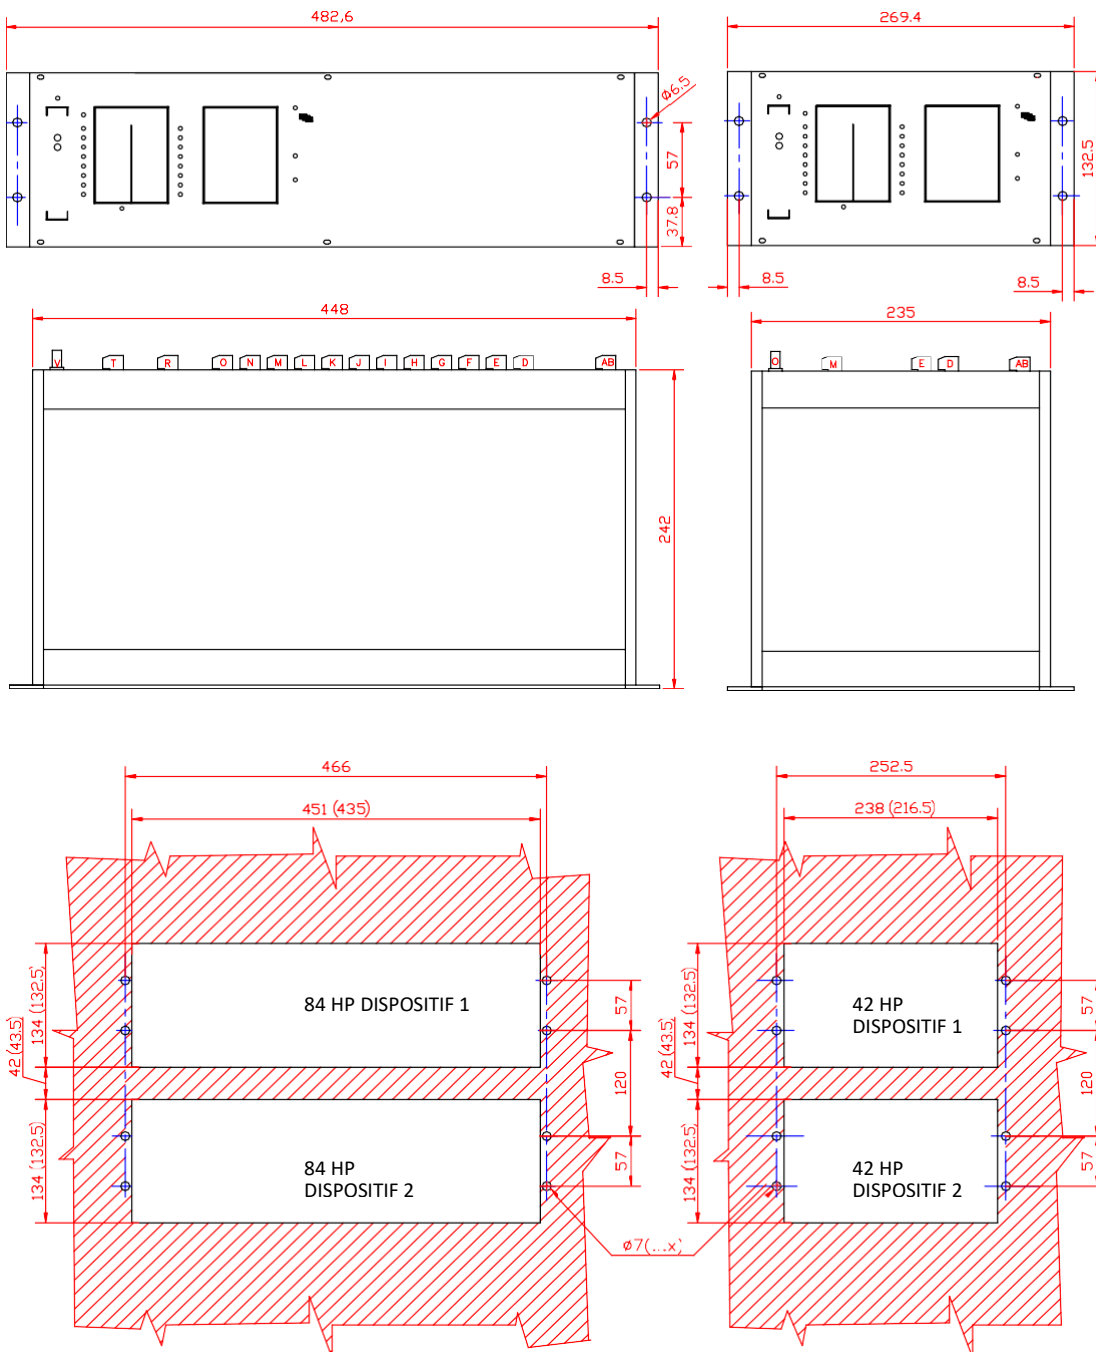 482,6
269.4
Ø6.5
57
37.8
132.5
8.5
8.5
8.5
448
235
V T R O N M L K J I H G F E D AB
O M E D AB
242
466
252.5
451 (435)
238 (216.5)
134 (132.5)
84 HP DISPOSITIF 1
57
134 (132.5)
42 HP
DISPOSITIF 1
57
42 (43.5)
120
42 (43.5)
120
134 (132.5)
84 HP
DISPOSITIF 2
57
134 (132.5)
42 HP
DISPOSITIF 2
57
Ø7(...x)